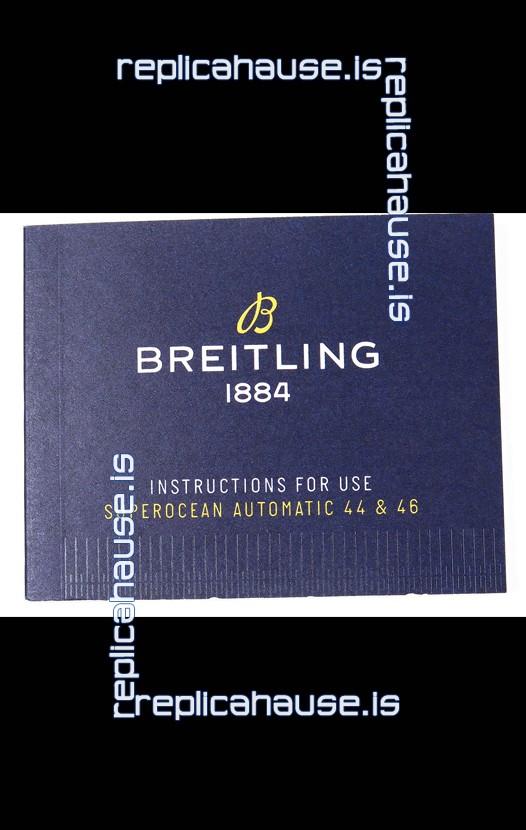 replicahause.is
replicahause.is
B
BREITLING
1884
INSTRUCTIONS FOR USE
SUPEROCEAN AUTOMATIC 44 & 46
replicahause.is
replicahause.is